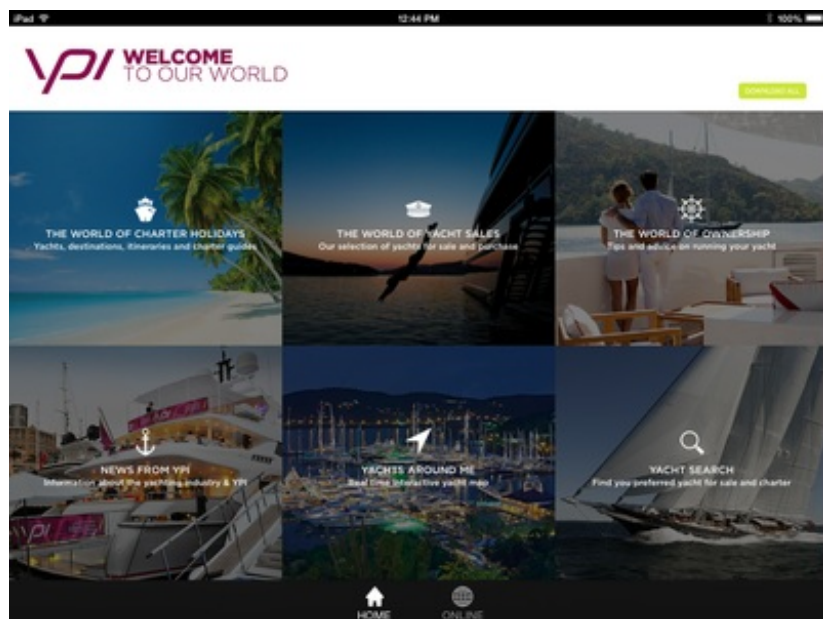 iPad 12:44 PM 100%
YPI WELCOME
TO OUR WORLD
DOWNLOAD ALL
THE WORLD OF CHARTER HOLIDAYS
Yachts, destinations, itineraries and charter guides
THE WORLD OF YACHT SALES
Our selection of yachts for sale and purchase
THE WORLD OF OWNERSHIP
Tips and advice on running your yacht
NEWS FROM YPI
Information about the yachting industry & YPI
YPI
YACHTS AROUND ME
Real time interactive yacht map
YACHT SEARCH
Find you preferred yacht for sale and charter
HOME
ONLINE